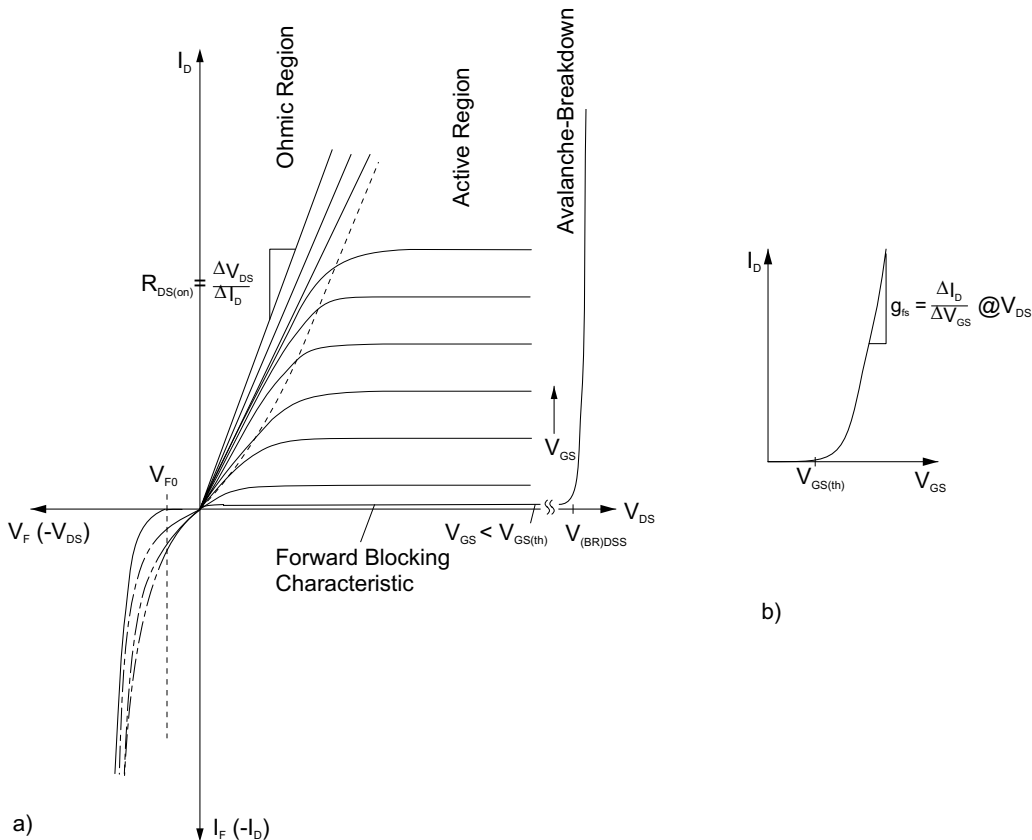 I_D
Ohmic Region
Active Region
Avalanche-Breakdown
R_DS(on) = ΔV_DS / ΔI_D
V_GS
V_F0
V_F (-V_DS)
V_DS
V_GS < V_GS(th)
V_(BR)DSS
Forward Blocking
Characteristic
I_F (-I_D)
a)
I_D
g_fs = ΔI_D / ΔV_GS @V_DS
V_GS(th)
V_GS
b)